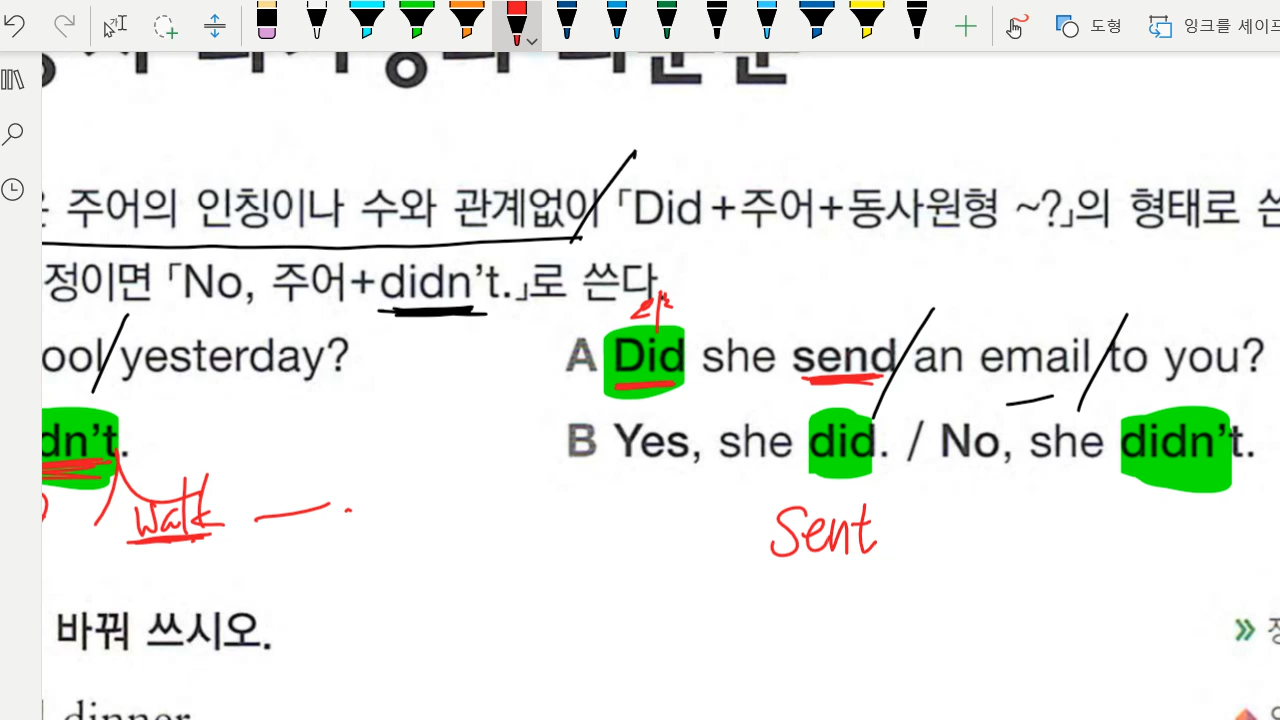 도형 잉크를 셰이프
주어의 인칭이나 수와 관계없이 「Did+주어+동사원형 ~?」의 형태로 쓴
정이면 「No, 주어+didn't.」로 쓴다.
ool yesterday?
A Did she send an email to you?
dn't.
B Yes, she did. / No, she didn't.
walk
sent
바꿔 쓰시오.
dinner